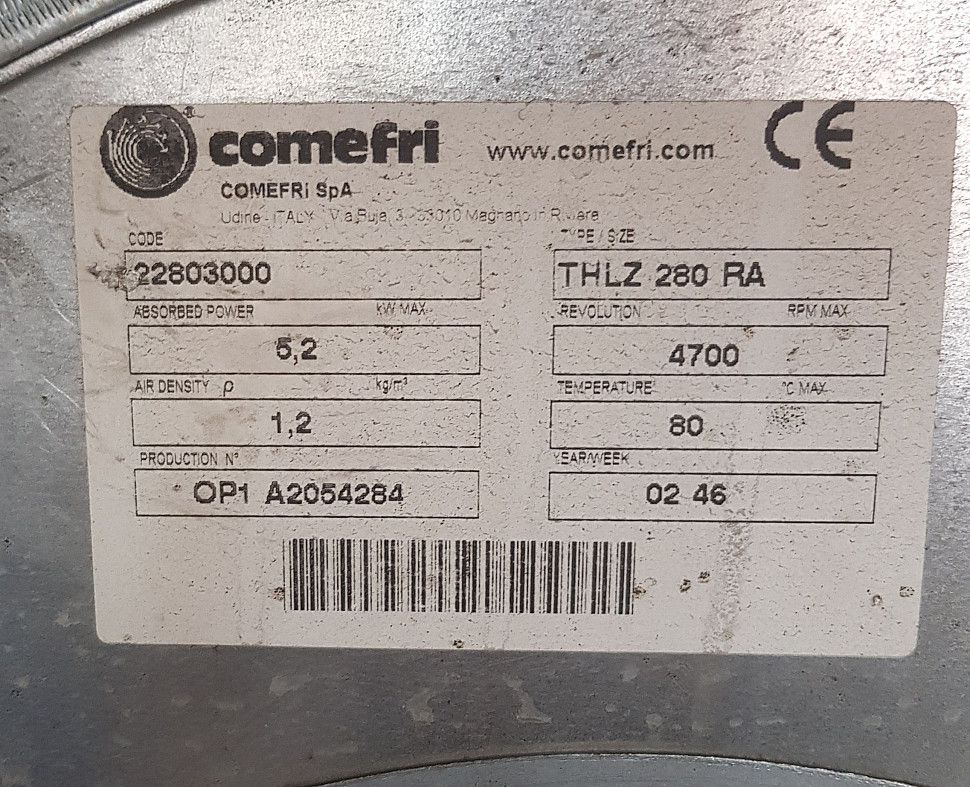 comefri ® www.comefri.com CE
COMEFRI SpA
Udine - ITALY Via Buja, 3 - 33010 Magnano in Riviera
CODE TYPE / SIZE
22803000 THLZ 280 RA
ABSORBED POWER kW MAX REVOLUTION RPM MAX
5,2 4700
AIR DENSITY ρ kg/m³ TEMPERATURE °C MAX
1,2 80
PRODUCTION N° YEAR/WEEK
OP1 A2054284 02 46